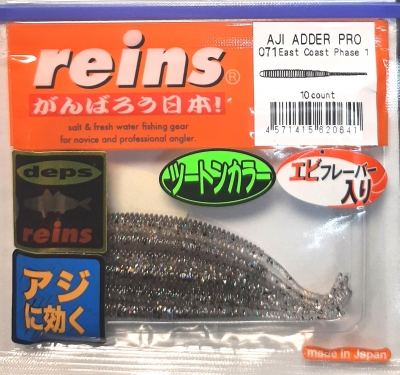 reins®
がんばろう日本!
salt & fresh water fishing gear
for novice and professional angler.
AJI ADDER PRO
071 East Coast Phase 1
10 count
4571415820641
deps
reins
ツートンカラー
エビフレーバー
入り
アジ
に効く
made in Japan